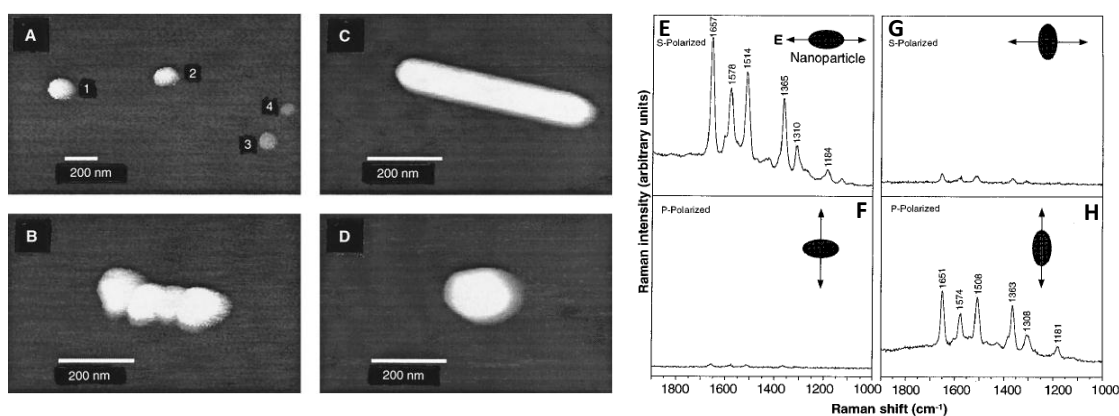 A
1
2
3
4
200 nm
B
200 nm
C
200 nm
D
200 nm
Raman intensity (arbitrary units)
E
S-Polarized
E
Nanoparticle
1657
1578
1514
1365
1310
1184
F
P-Polarized
1800 1600 1400 1200 1000
G
S-Polarized
H
P-Polarized
1651
1574
1508
1363
1308
1181
1800 1600 1400 1200 1000
Raman shift (cm-1)